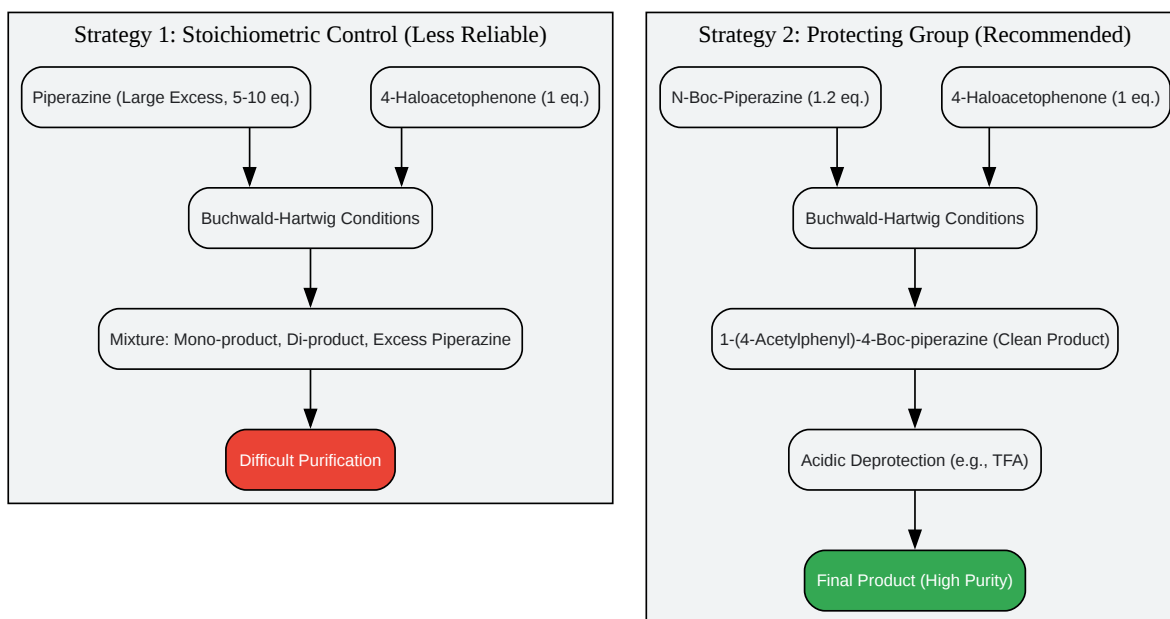 Strategy 1: Stoichiometric Control (Less Reliable)
Piperazine (Large Excess, 5-10 eq.)
4-Haloacetophenone (1 eq.)
Buchwald-Hartwig Conditions
Mixture: Mono-product, Di-product, Excess Piperazine
Difficult Purification
Strategy 2: Protecting Group (Recommended)
N-Boc-Piperazine (1.2 eq.)
4-Haloacetophenone (1 eq.)
Buchwald-Hartwig Conditions
1-(4-Acetylphenyl)-4-Boc-piperazine (Clean Product)
Acidic Deprotection (e.g., TFA)
Final Product (High Purity)